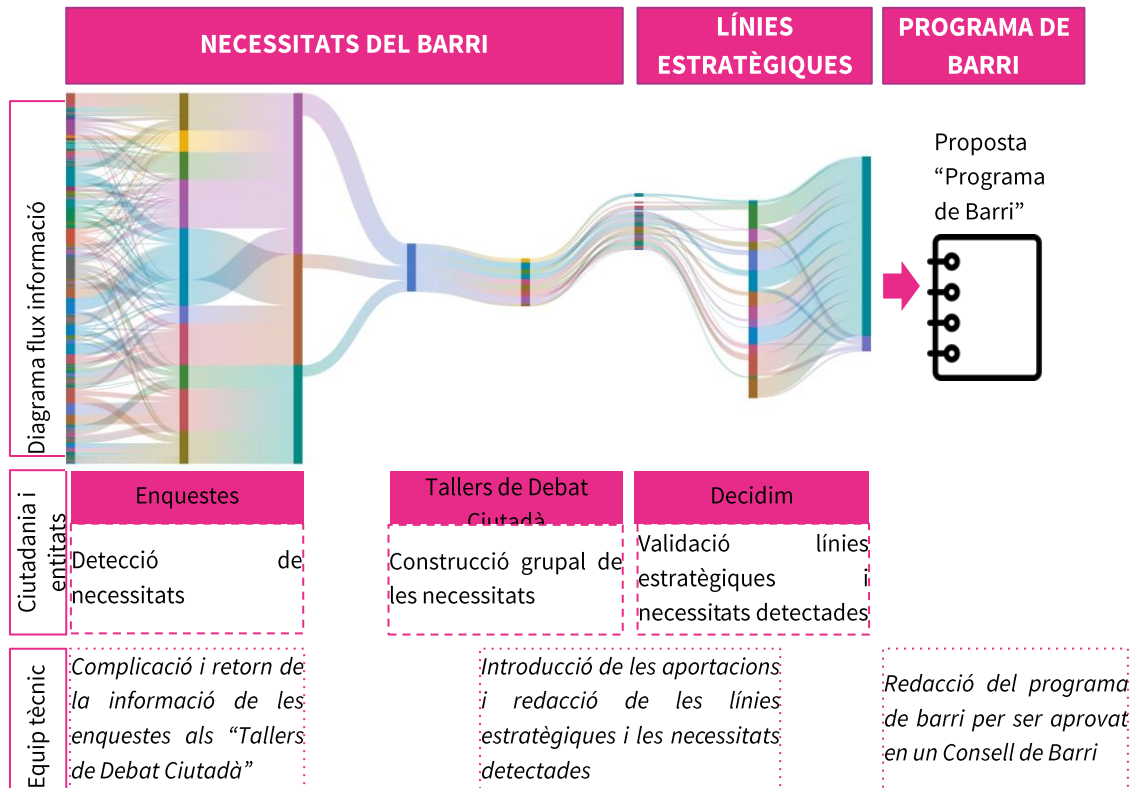 NECESSITATS DEL BARRI
LÍNIES
ESTRATÈGIQUES
PROGRAMA DE
BARRI
Diagrama flux informació
Proposta
“Programa
de Barri”
Ciutadania i
entitats
Enquestes
Detecció de
necessitats
Tallers de Debat
Ciutadà
Construcció grupal de
les necessitats
Decidim
Validació línies
estratègiques i
necessitats detectades
Equip tècnic
Complicació i retorn de
la informació de les
enquestes als “Tallers
de Debat Ciutadà”
Introducció de les aportacions
i redacció de les línies
estratègiques i les necessitats
detectades
Redacció del programa
de barri per ser aprovat
en un Consell de Barri